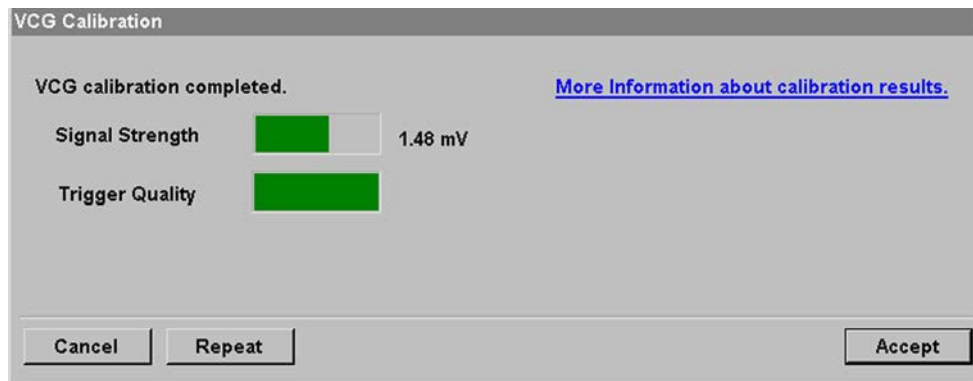 VCG Calibration
VCG calibration completed.
More Information about calibration results.
Signal Strength
1.48 mV
Trigger Quality
Cancel
Repeat
Accept